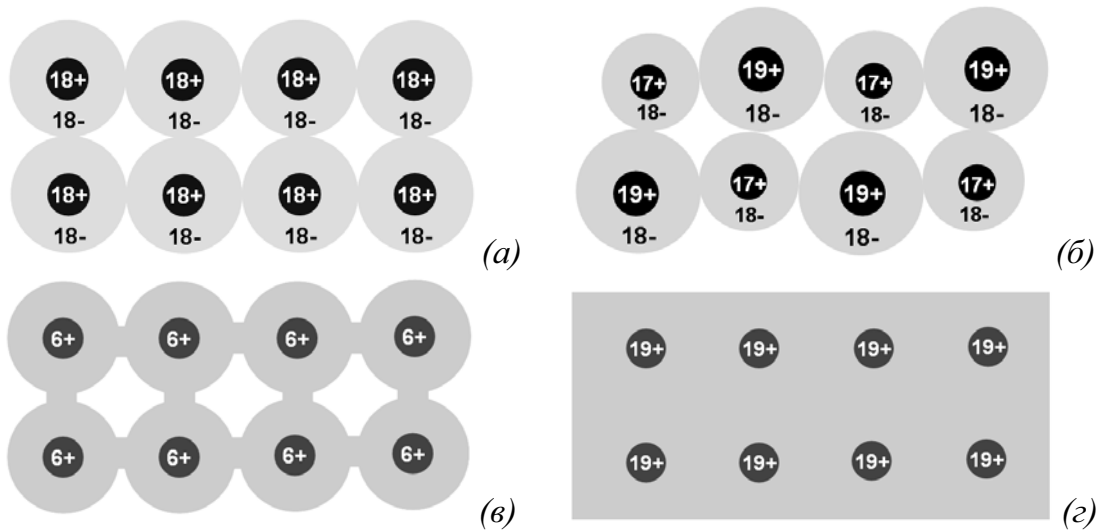 18+ 18+ 18+ 18+
18- 18- 18- 18-
18+ 18+ 18+ 18+
18- 18- 18- 18-
(а)
17+ 19+ 17+ 19+
18- 18- 18- 18-
19+ 17+ 19+ 17+
18- 18- 18- 18-
(б)
6+ 6+ 6+ 6+
6+ 6+ 6+ 6+
(в)
19+ 19+ 19+ 19+
19+ 19+ 19+ 19+
(г)